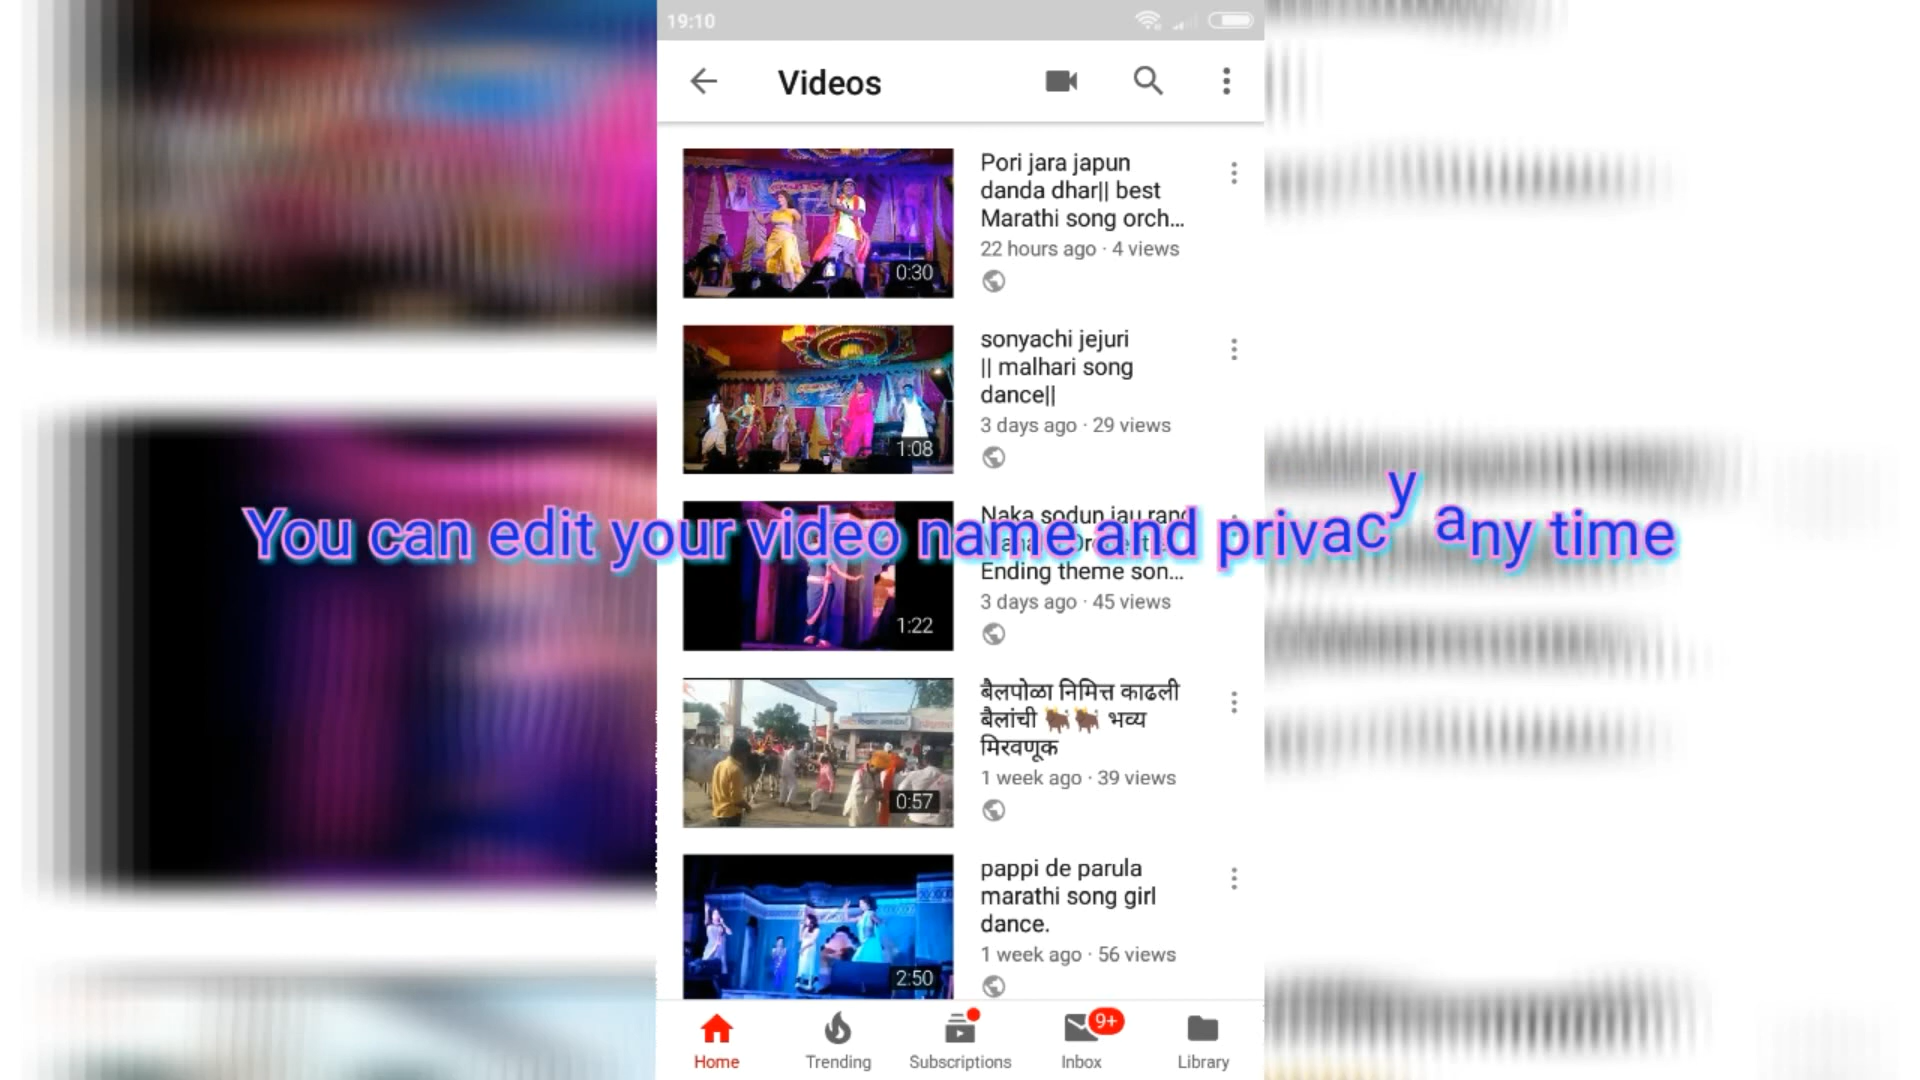 19:10
Videos
Pori jara japun
danda dhar|| best
Marathi song orch...
22 hours ago · 4 views
0:30
sonyachi jejuri
|| malhari song
dance||
3 days ago · 29 views
1:08
Naka sodun jau rang
Ending theme son...
3 days ago · 45 views
1:22
You can edit your video name and privacy any time
बैलपोळा निमित्त काढली
बैलांची 🐂🐂 भव्य
मिरवणूक
1 week ago · 39 views
0:57
pappi de parula
marathi song girl
dance.
1 week ago · 56 views
2:50
9+
Home
Trending
Subscriptions
Inbox
Library